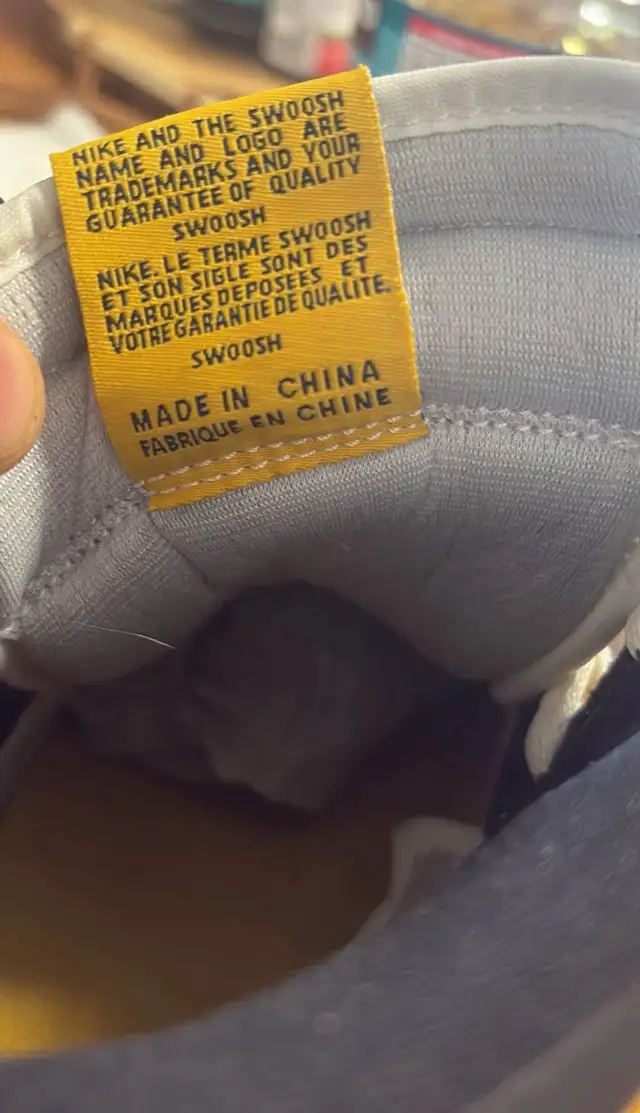 NIKE AND THE SWOOSH
NAME AND LOGO ARE
TRADEMARKS AND YOUR
GUARANTEE OF QUALITY
SWOOSH
NIKE. LE TERME SWOOSH
ET SON SIGLE SONT DES
MARQUES DEPOSEES ET
VOTRE GARANTIE DE QUALITE.
SWOOSH
MADE IN CHINA
FABRIQUE EN CHINE